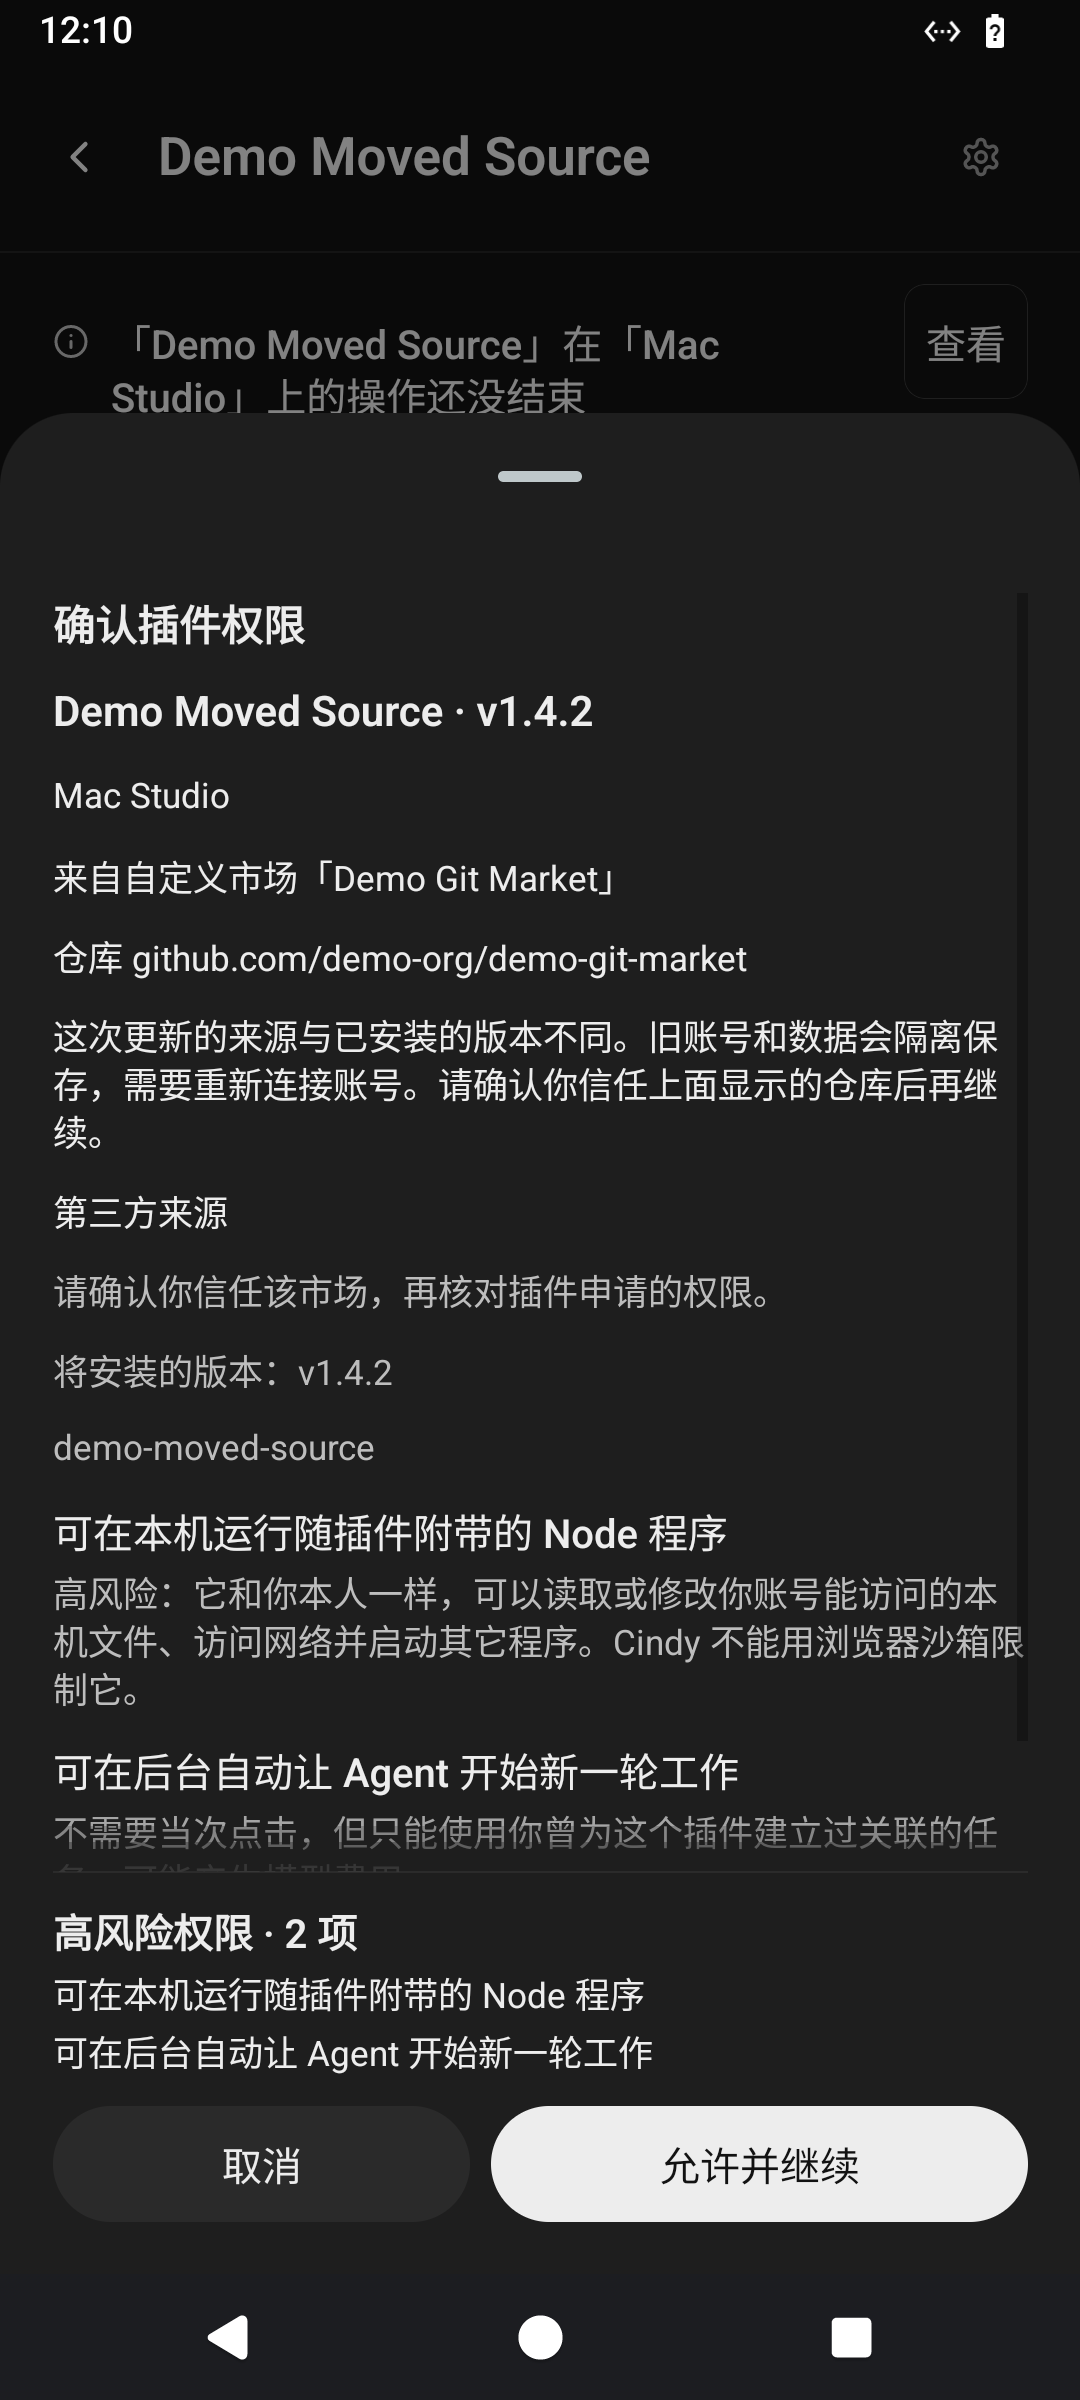 12:10
Demo Moved Source
「Demo Moved Source」在「Mac
Studio」上的操作还没结束
查看
确认插件权限
Demo Moved Source · v1.4.2
Mac Studio
来自自定义市场「Demo Git Market」
仓库 github.com/demo-org/demo-git-market
这次更新的来源与已安装的版本不同。旧账号和数据会隔离保
存，需要重新连接账号。请确认你信任上面显示的仓库后再继
续。
第三方来源
请确认你信任该市场，再核对插件申请的权限。
将安装的版本：v1.4.2
demo-moved-source
可在本机运行随插件附带的 Node 程序
高风险：它和你本人一样，可以读取或修改你账号能访问的本
机文件、访问网络并启动其它程序。Cindy 不能用浏览器沙箱限
制它。
可在后台自动让 Agent 开始新一轮工作
不需要当次点击，但只能使用你曾为这个插件建立过关联的任
高风险权限 · 2 项
可在本机运行随插件附带的 Node 程序
可在后台自动让 Agent 开始新一轮工作
取消
允许并继续